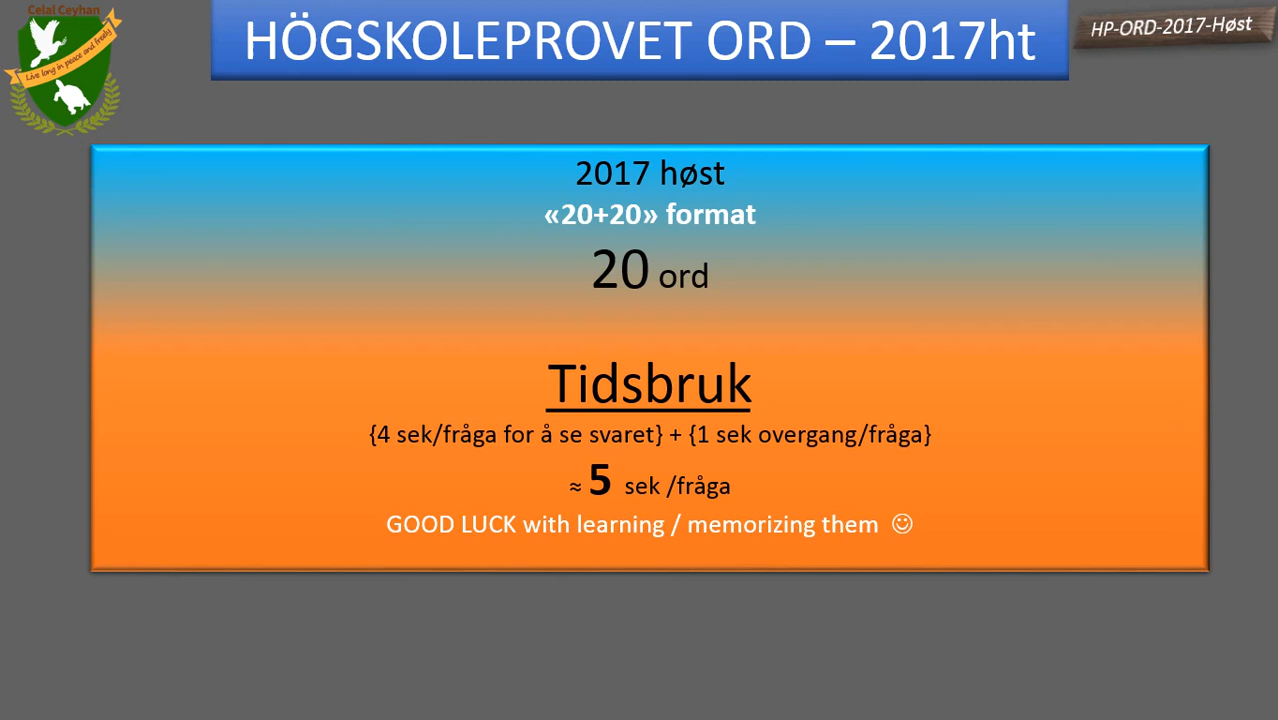 Celal Ceyhan
Live long in peace and freely
HÖGSKOLEPROVET ORD – 2017ht
HP-ORD-2017-Høst
2017 høst
«20+20» format
20 ord
Tidsbruk
{4 sek/fråga for å se svaret} + {1 sek overgang/fråga}
≈ 5 sek /fråga
GOOD LUCK with learning / memorizing them ☺